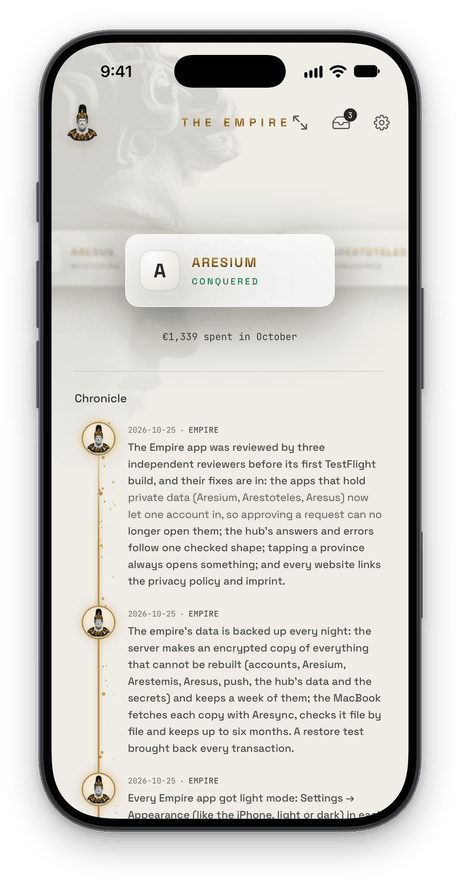 9:41
THE EMPIRE
3
A
ARESIUM
CONQUERED
ARESTOTELES
€1,339 spent in October
Chronicle
2026-10-25 · EMPIRE
The Empire app was reviewed by three
independent reviewers before its first TestFlight
build, and their fixes are in: the apps that hold
private data (Aresium, Arestoteles, Aresus) now
let one account in, so approving a request can no
longer open them; the hub's answers and errors
follow one checked shape; tapping a province
always opens something; and every website links
the privacy policy and imprint.
2026-10-25 · EMPIRE
The empire's data is backed up every night: the
server makes an encrypted copy of everything
that cannot be rebuilt (accounts, Aresium,
Arestemis, Aresus, push, the hub's data and the
secrets) and keeps a week of them; the MacBook
fetches each copy with Aresync, checks it file by
file and keeps up to six months. A restore test
brought back every transaction.
2026-10-25 · EMPIRE
Every Empire app got light mode: Settings →
Appearance (like the iPhone, light or dark) in each